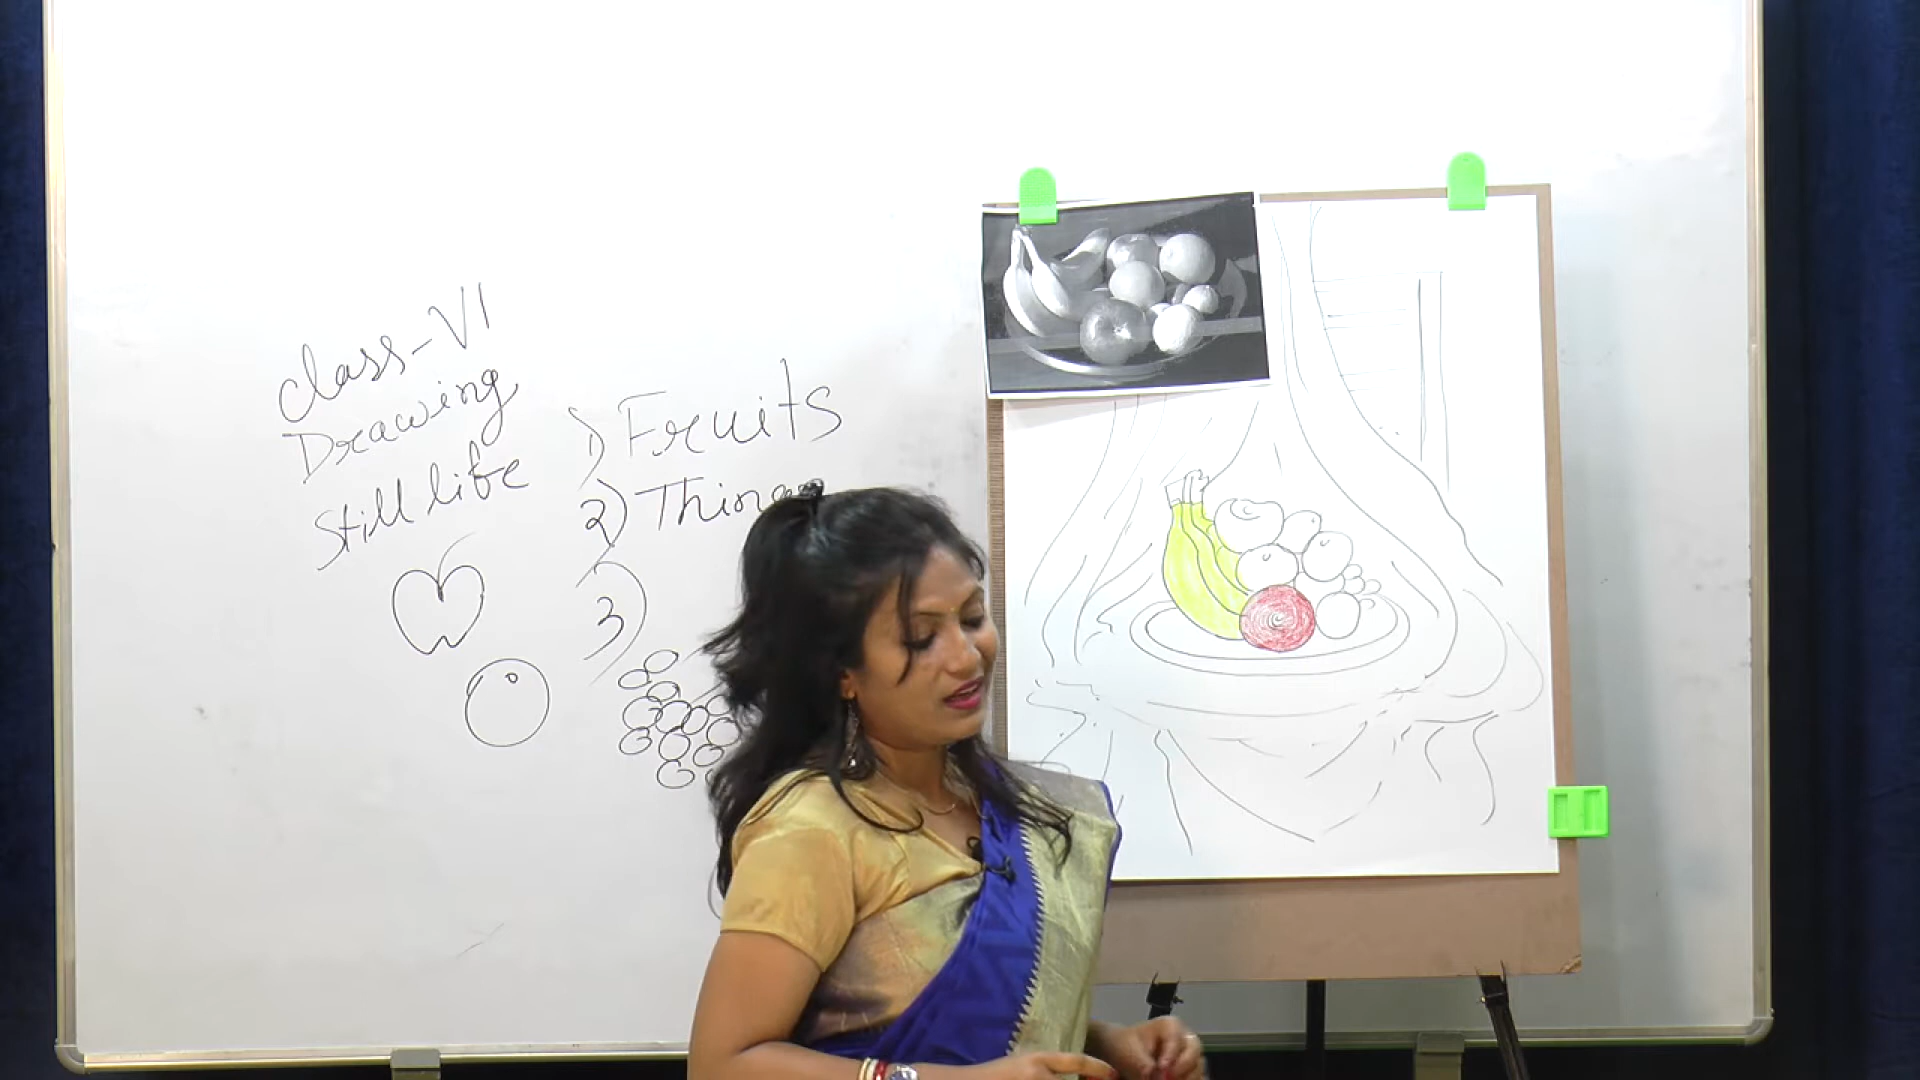 class-VI
Drawing
Still life
1) Fruits
2) Things
3)